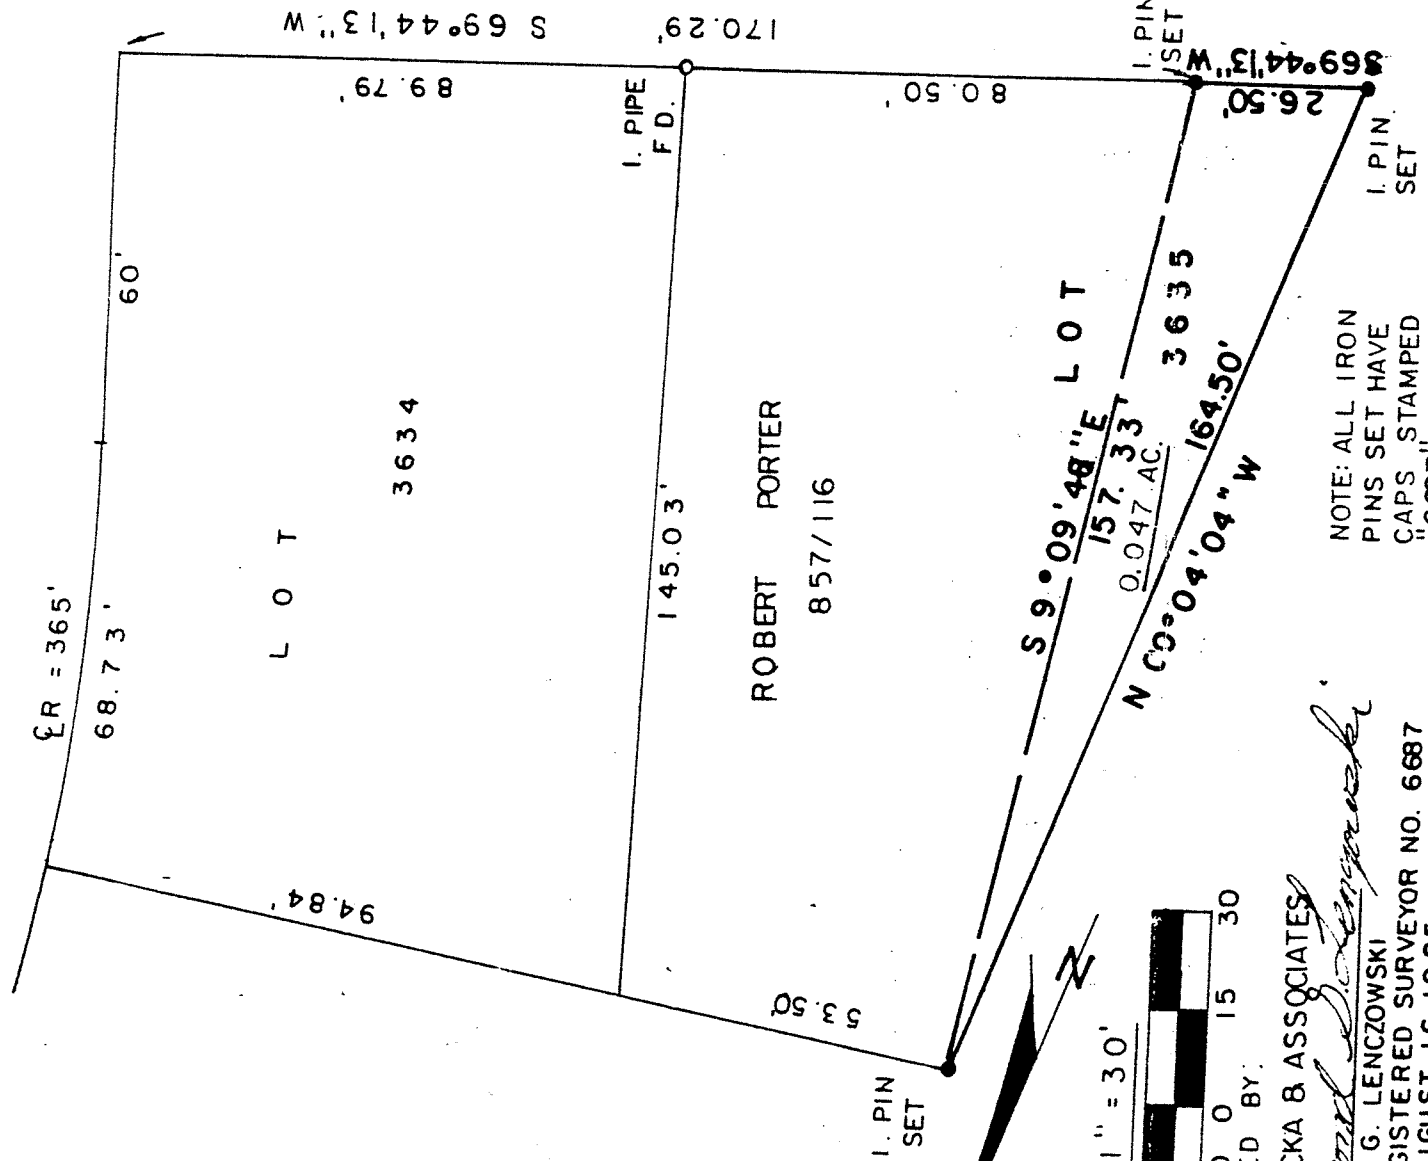 S 69°44'13" W
170.29'
89.79'
80.50'
I. PIPE
FD.
I. PIN
SET
S69°44'13"W
26.50'
I. PIN
SET
60'
℄R = 365'
68.73'
LOT
3634
145.03'
ROBERT PORTER
857/116
LOT
3635
S 9°09'48"E
157.33'
0.047 AC.
164.50'
N 00°04'04" W
94.84'
53.50'
I. PIN
SET
N
NOTE: ALL IRON
PINS SET HAVE
CAPS STAMPED
1" = 30'
0 15 30
BY:
& ASSOCIATES
G. LENCZOWSKI
SURVEYOR NO. 6687